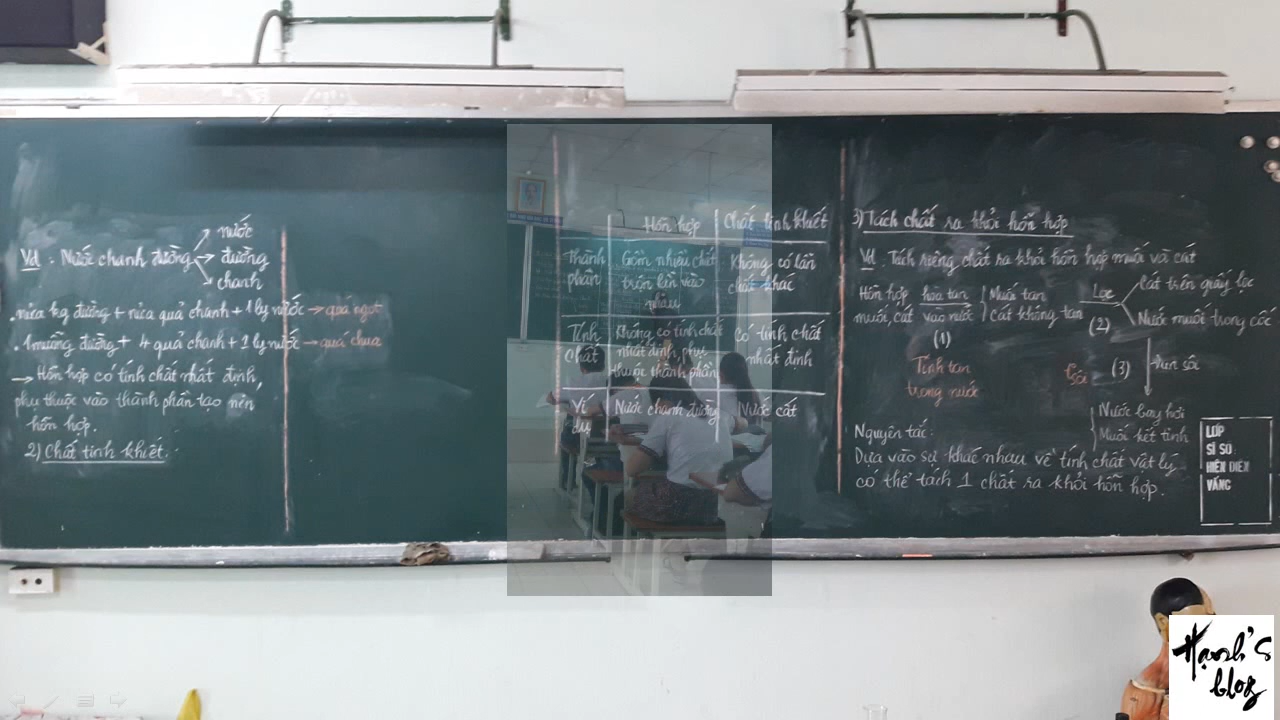 nước
Vd : Nước chanh đường → đường
chanh
. nửa kg đường + nửa quả chanh + 1 ly nước → quá ngọt
. 1 muỗng đường + 4 quả chanh + 1 ly nước → quá chua
→ Hỗn hợp có tính chất nhất định,
phụ thuộc vào thành phần tạo nên
hỗn hợp.
2) Chất tinh khiết
Hỗn hợp Chất tinh khiết
Thành Gồm nhiều chất Không có lẫn
phần trộn lẫn vào chất khác
nhau
Tính Không có tính chất có tính chất
chất nhất định, phụ nhất định
thuộc thành phần
Ví Nước chanh đường Nước cất
dụ
3) Tách chất ra khỏi hỗn hợp
Vd : Tách riêng chất ra khỏi hỗn hợp muối và cát
Hỗn hợp hòa tan Muối tan Lọc cát trên giấy lọc
muối, cát vào nước Cát không tan (2) Nước muối trong cốc
(1)
Tính tan
trong nước
sôi (3) đun sôi
Nước bay hơi
Muối kết tinh
Nguyên tắc :
Dựa vào sự khác nhau về tính chất vật lý
có thể tách 1 chất ra khỏi hỗn hợp.
LỚP
SĨ SỐ
HIỆN DIỆN
VẮNG
Hạnh's
blog